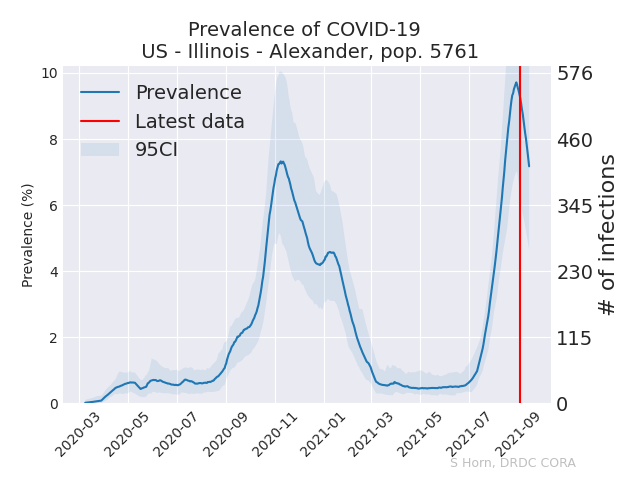 Prevalence of COVID-19
US - Illinois - Alexander, pop. 5761
Prevalence
Latest data
95CI
Prevalence (%)
10
8
6
4
2
0
576
460
345
230
115
0
# of infections
2020-03
2020-05
2020-07
2020-09
2020-11
2021-01
2021-03
2021-05
2021-07
2021-09
S Horn, DRDC CORA